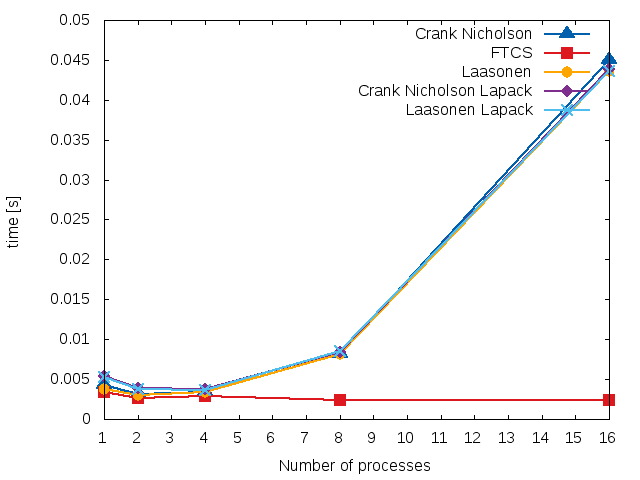 0.05
0.045
0.04
0.035
0.03
0.025
0.02
0.015
0.01
0.005
0
time [s]
Crank Nicholson
FTCS
Laasonen
Crank Nicholson Lapack
Laasonen Lapack
1 2 3 4 5 6 7 8 9 10 11 12 13 14 15 16
Number of processes